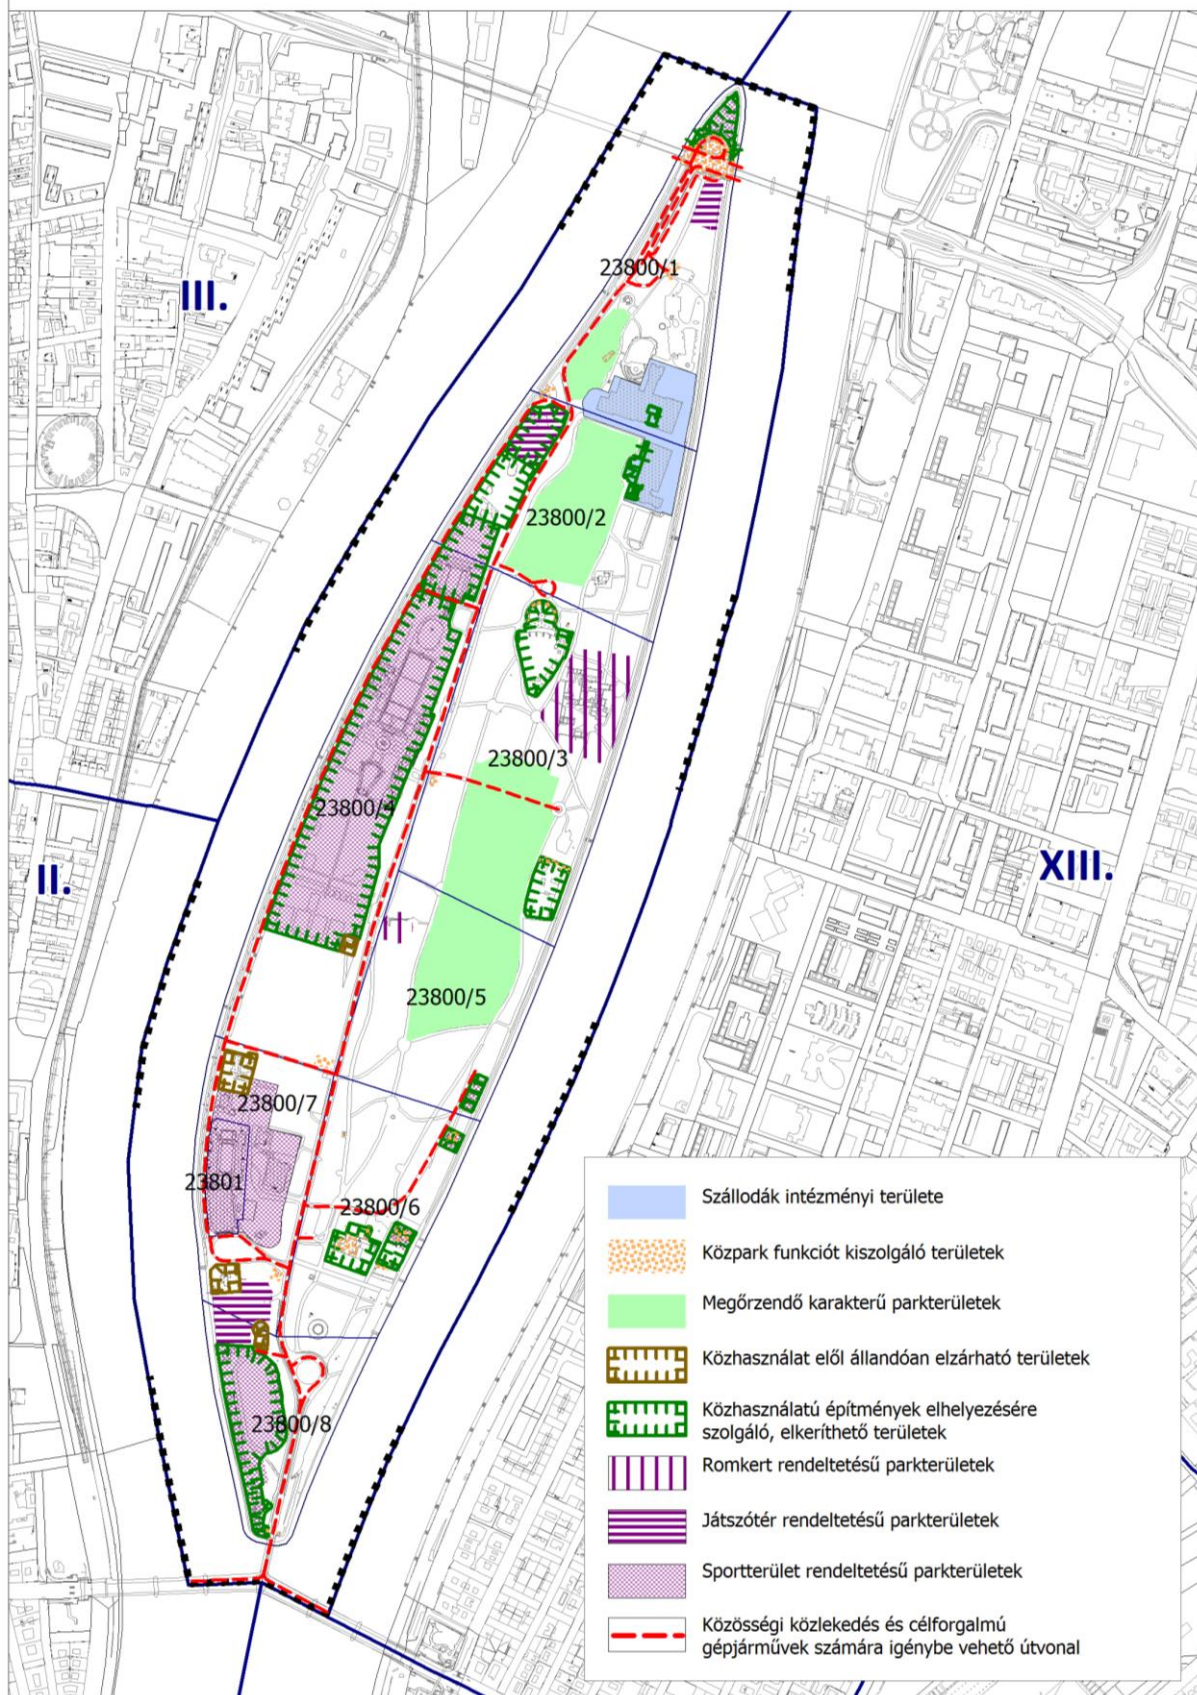 III.
23800/1
23800/2
23800/3
23800/4
II.
XIII.
23800/5
23800/7
23801
23800/6
23800/8
Szállodák intézményi területe
Közpark funkciót kiszolgáló területek
Megőrzendő karakterű parkterületek
Közhasználat elől állandóan elzárható területek
Közhasználatú építmények elhelyezésére
szolgáló, elkeríthető területek
Romkert rendeltetésű parkterületek
Játszótér rendeltetésű parkterületek
Sportterület rendeltetésű parkterületek
Közösségi közlekedés és célforgalmú
gépjárművek számára igénybe vehető útvonal